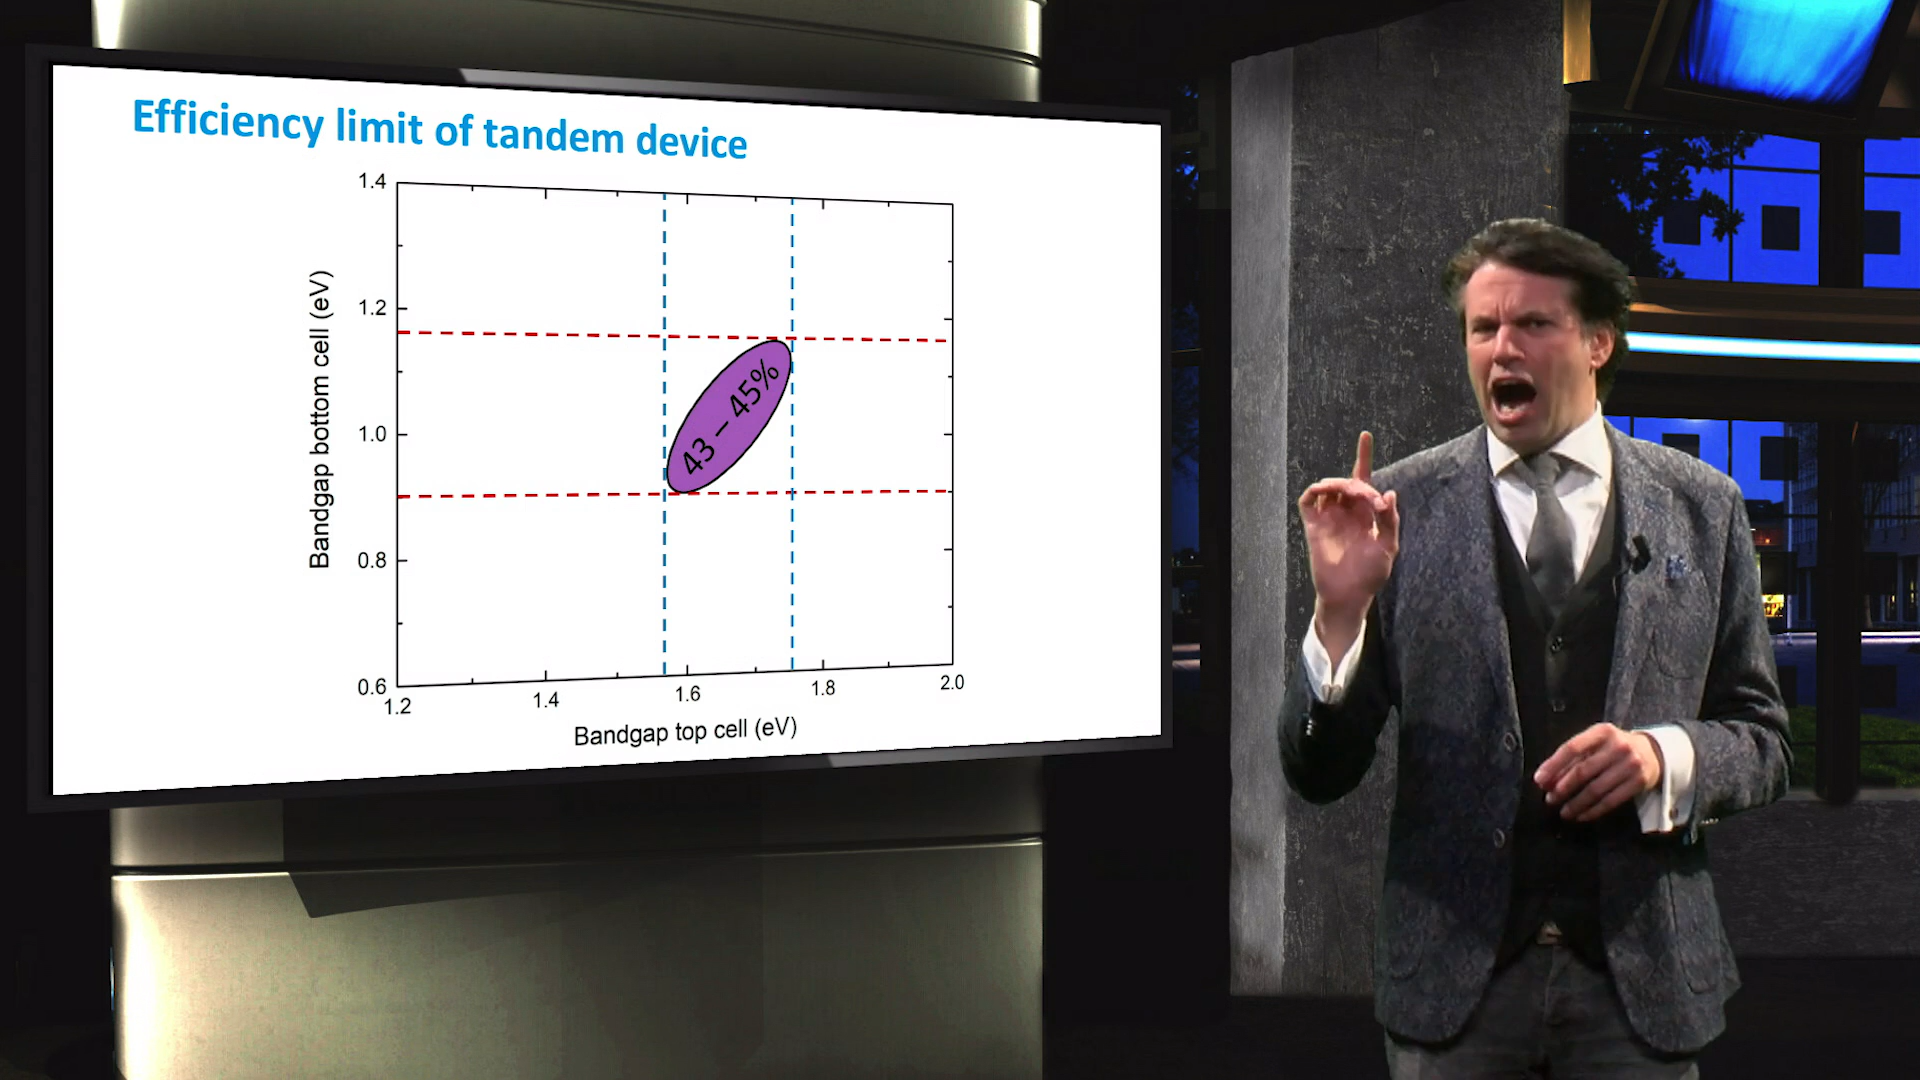 Efficiency limit of tandem device
1.4
1.2
1.0
0.8
0.6
Bandgap bottom cell (eV)
43 – 45%
1.2
1.4
1.6
1.8
2.0
Bandgap top cell (eV)